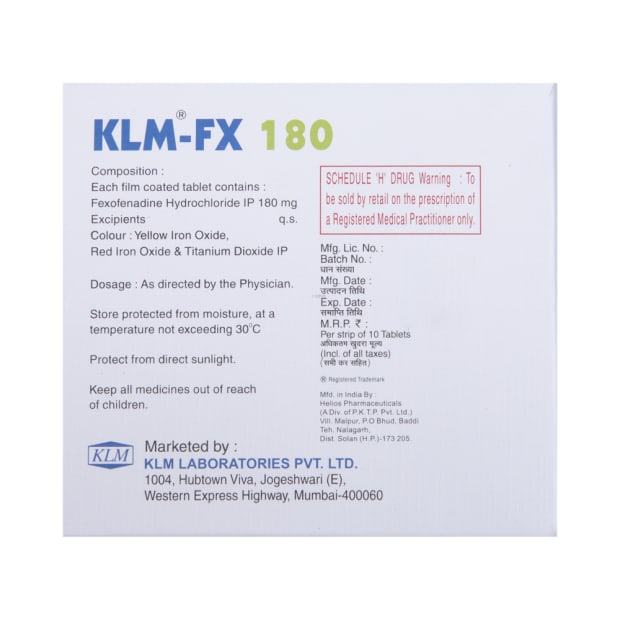 KLM®-FX 180
Composition :
Each film coated tablet contains :
Fexofenadine Hydrochloride IP 180 mg
Excipients q.s.
Colour : Yellow Iron Oxide,
Red Iron Oxide & Titanium Dioxide IP
Dosage : As directed by the Physician.
Store protected from moisture, at a
temperature not exceeding 30°C
Protect from direct sunlight.
Keep all medicines out of reach
of children.
SCHEDULE 'H' DRUG Warning : To
be sold by retail on the prescription of
a Registered Medical Practitioner only.
Mfg. Lic. No. :
Batch No. :
धान संख्या
Mfg. Date :
उत्पादन तिथि
Exp. Date :
समाप्ति तिथि
M.R.P. ₹ :
Per strip of 10 Tablets
अधिकतम खुदरा मूल्य
(Incl. of all taxes)
(सभी कर सहित)
® Registered Trademark
Mfd. in India By :
Helios Pharmaceuticals
(A Div. of P.K.T.P. Pvt. Ltd.)
Vill. Malpur, P.O Bhud, Baddi
Teh. Nalagarh,
Dist. Solan (H.P.)-173 205.
KLM
Marketed by :
KLM LABORATORIES PVT. LTD.
1004, Hubtown Viva, Jogeshwari (E),
Western Express Highway, Mumbai-400060